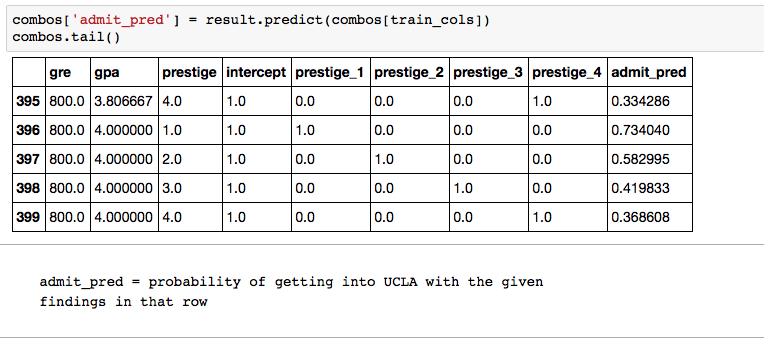 combos['admit_pred'] = result.predict(combos[train_cols])
combos.tail()
gre gpa prestige intercept prestige_1 prestige_2 prestige_3 prestige_4 admit_pred
395 800.0 3.806667 4.0 1.0 0.0 0.0 0.0 1.0 0.334286
396 800.0 4.000000 1.0 1.0 1.0 0.0 0.0 0.0 0.734040
397 800.0 4.000000 2.0 1.0 0.0 1.0 0.0 0.0 0.582995
398 800.0 4.000000 3.0 1.0 0.0 0.0 1.0 0.0 0.419833
399 800.0 4.000000 4.0 1.0 0.0 0.0 0.0 1.0 0.368608
admit_pred = probability of getting into UCLA with the given
findings in that row